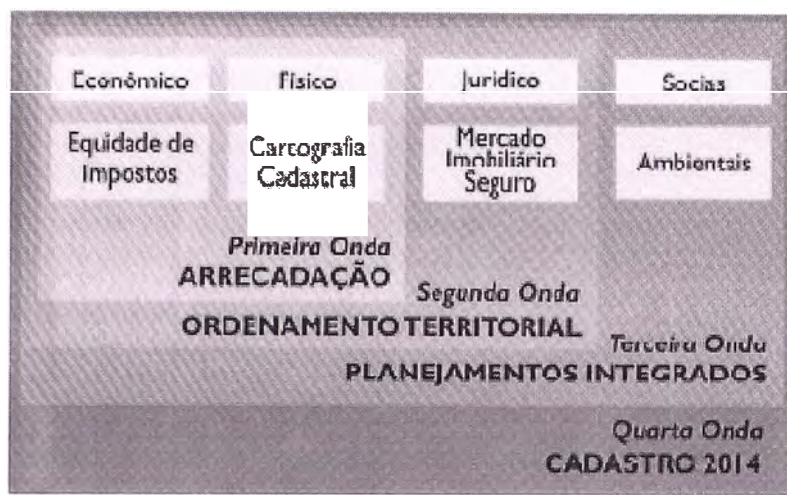 Econômico Físico Jurídico Socias
Equidade de
Impostos
Cartografia
Cadastral
Mercado
Imobiliário
Seguro
Ambientais
Primeira Onda
ARRECADAÇÃO
Segunda Onda
ORDENAMENTO TERRITORIAL
Terceira Onda
PLANEJAMENTOS INTEGRADOS
Quarta Onda
CADASTRO 2014